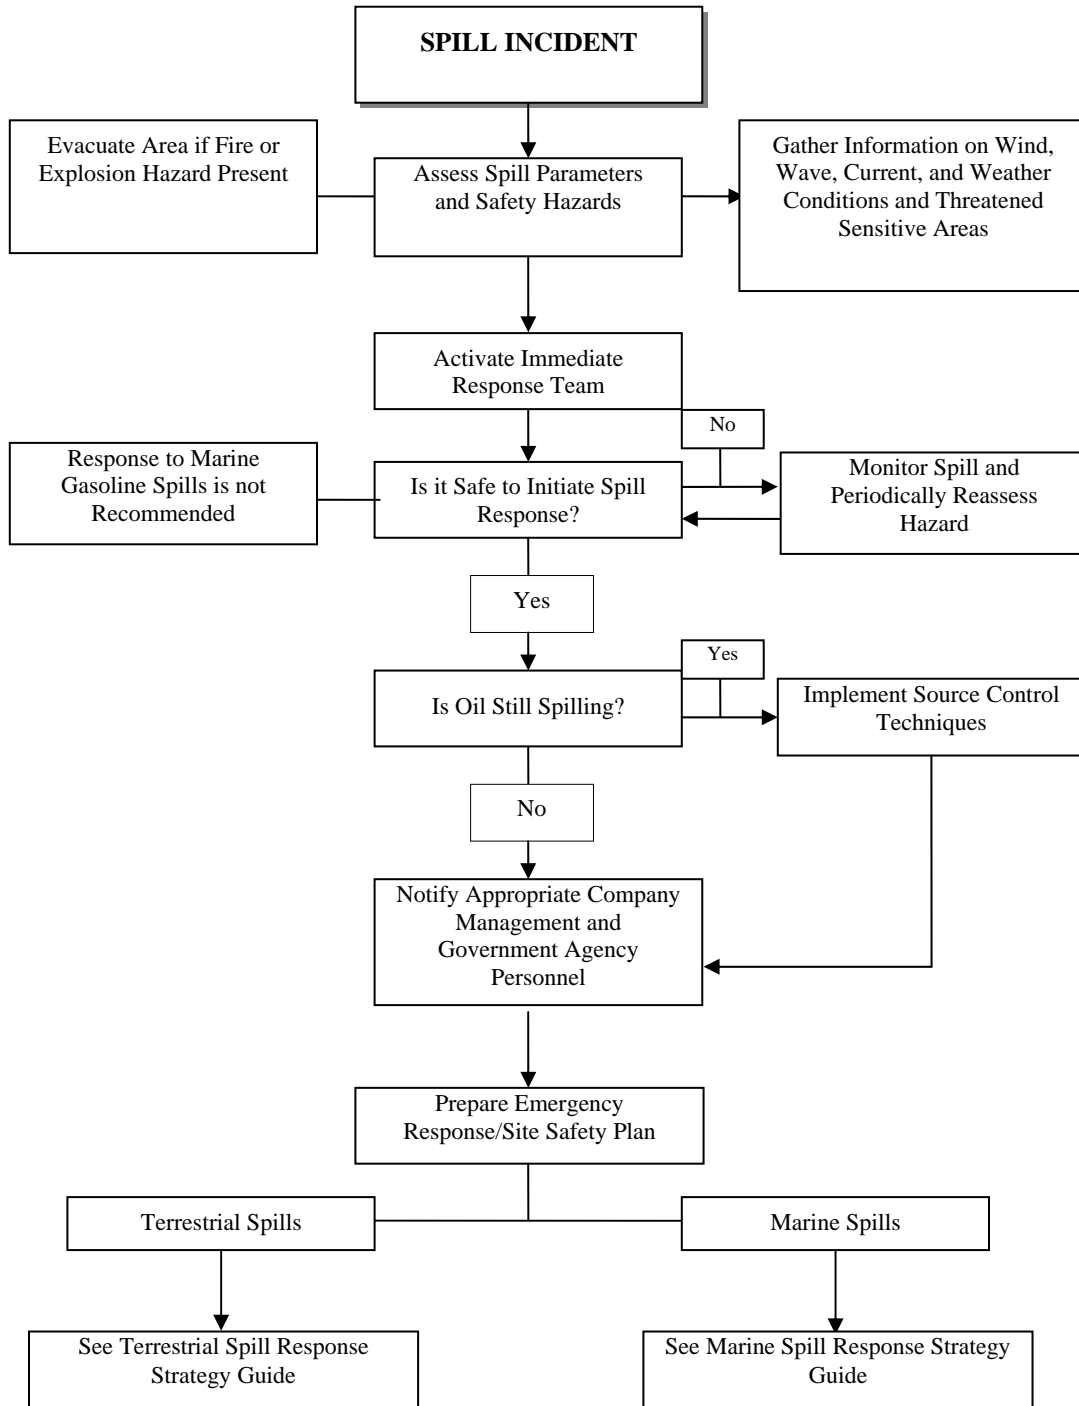 SPILL INCIDENT
Evacuate Area if Fire or
Explosion Hazard Present
Assess Spill Parameters
and Safety Hazards
Gather Information on Wind,
Wave, Current, and Weather
Conditions and Threatened
Sensitive Areas
Activate Immediate
Response Team
No
Response to Marine
Gasoline Spills is not
Recommended
Is it Safe to Initiate Spill
Response?
Monitor Spill and
Periodically Reassess
Hazard
Yes
Yes
Is Oil Still Spilling?
Implement Source Control
Techniques
No
Notify Appropriate Company
Management and
Government Agency
Personnel
Prepare Emergency
Response/Site Safety Plan
Terrestrial Spills
Marine Spills
See Terrestrial Spill Response
Strategy Guide
See Marine Spill Response Strategy
Guide